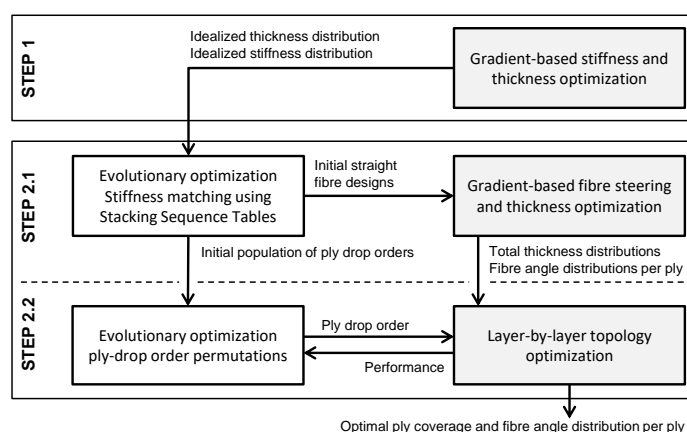 STEP 1
Idealized thickness distribution
Idealized stiffness distribution
Gradient-based stiffness and
thickness optimization
STEP 2.1
Evolutionary optimization
Stiffness matching using
Stacking Sequence Tables
Initial straight
fibre designs
Gradient-based fibre steering
and thickness optimization
Initial population of ply drop orders
Total thickness distributions
Fibre angle distributions per ply
STEP 2.2
Evolutionary optimization
ply-drop order permutations
Ply drop order
Performance
Layer-by-layer topology
optimization
Optimal ply coverage and fibre angle distribution per ply